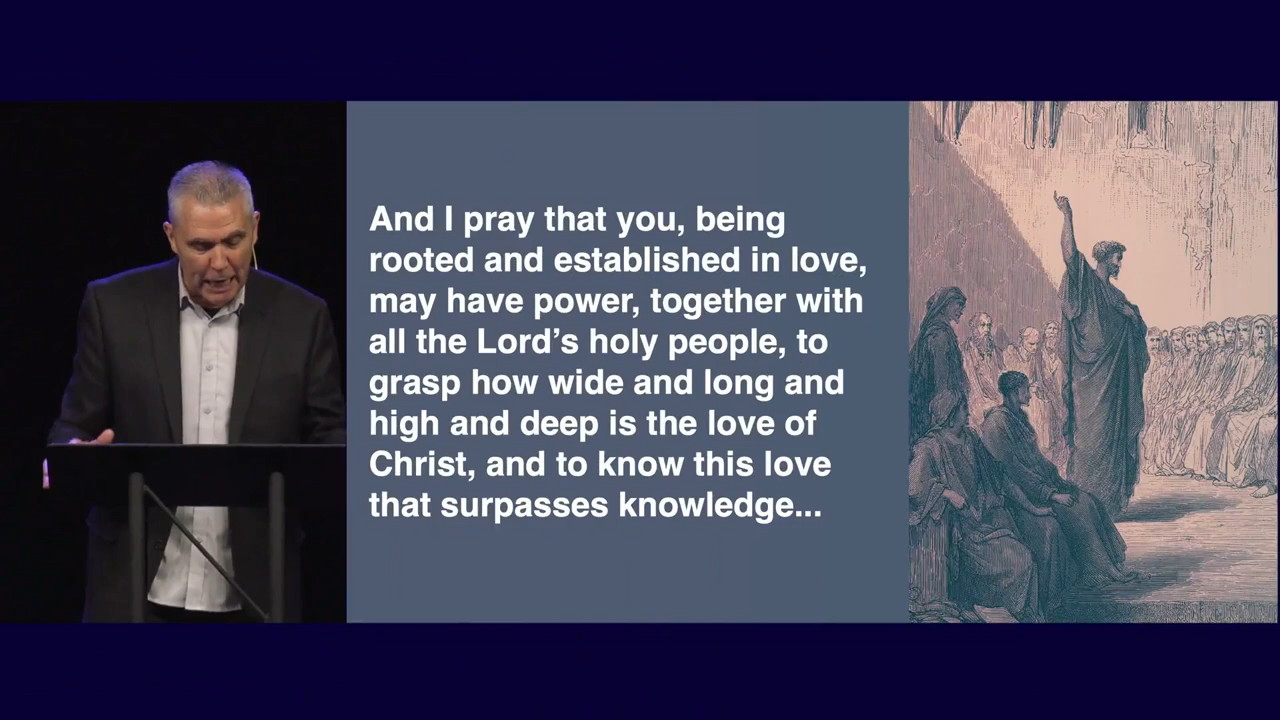 And I pray that you, being
rooted and established in love,
may have power, together with
all the Lord’s holy people, to
grasp how wide and long and
high and deep is the love of
Christ, and to know this love
that surpasses knowledge...